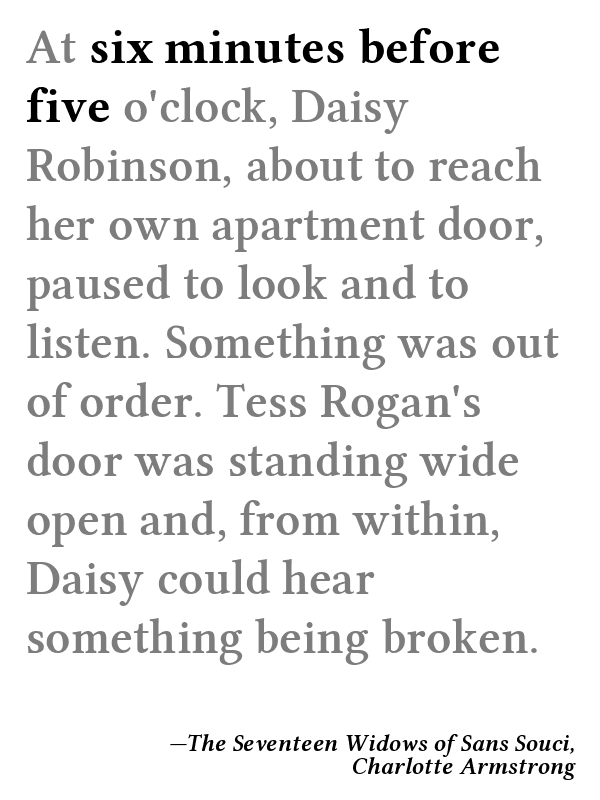 At six minutes before
five o'clock, Daisy
Robinson, about to reach
her own apartment door,
paused to look and to
listen. Something was out
of order. Tess Rogan's
door was standing wide
open and, from within,
Daisy could hear
something being broken.
—The Seventeen Widows of Sans Souci,
Charlotte Armstrong